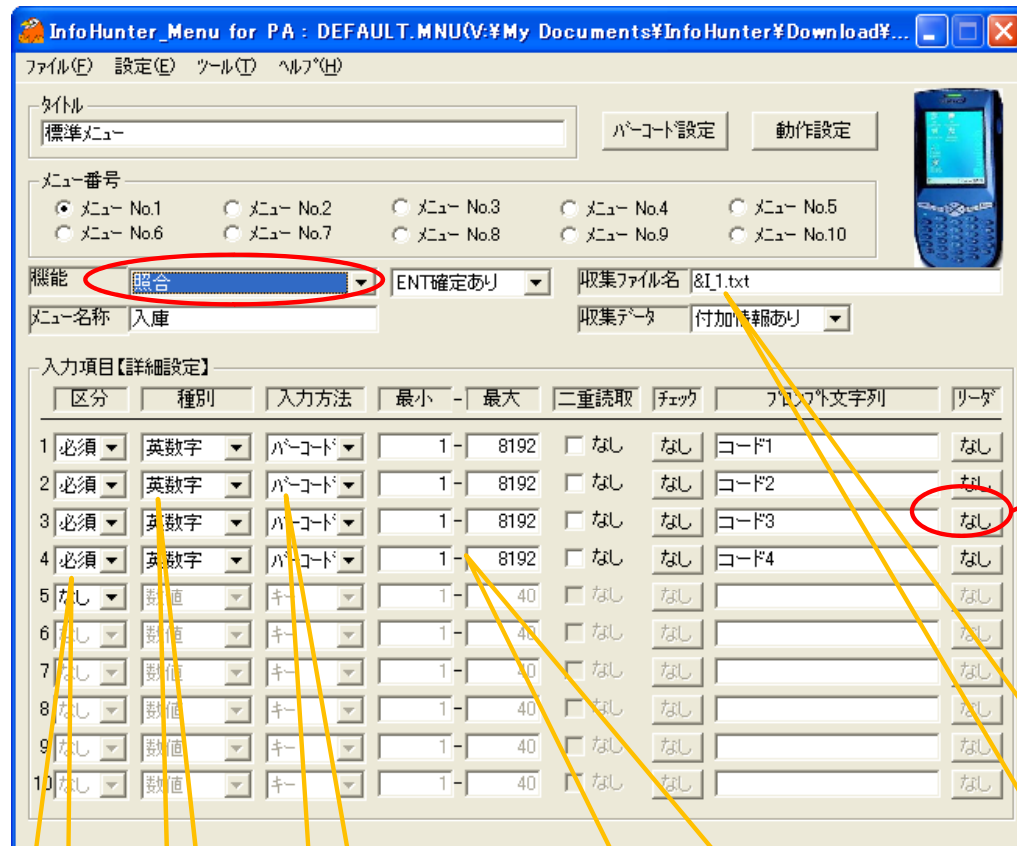 InfoHunter_Menu for PA : DEFAULT.MNU(V:¥My Documents¥InfoHunter¥Download¥...
ファイル(F) 設定(E) ツール(T) ヘルプ(H)
タイトル
標準メニュー
バーコード設定 動作設定
メニュー番号
メニュー No.1 メニュー No.2 メニュー No.3 メニュー No.4 メニュー No.5
メニュー No.6 メニュー No.7 メニュー No.8 メニュー No.9 メニュー No.10
機能 照合 ENT確定あり 収集ファイル名 &I_1.txt
メニュー名称 入庫 収集データ 付加情報あり
入力項目【詳細設定】
区分 種別 入力方法 最小 - 最大 二重読取 チェック プロンプト文字列 リーダ
1 必須 英数字 バーコード 1 - 8192 なし なし コード1 なし
2 必須 英数字 バーコード 1 - 8192 なし なし コード2 なし
3 必須 英数字 バーコード 1 - 8192 なし なし コード3 なし
4 必須 英数字 バーコード 1 - 8192 なし なし コード4 なし
5 なし 数値 キー 1 - 40 なし なし なし
6 なし 数値 キー 1 - 40 なし なし なし
7 なし 数値 キー 1 - 40 なし なし なし
8 なし 数値 キー 1 - 40 なし なし なし
9 なし 数値 キー 1 - 40 なし なし なし
10 なし 数値 キー 1 - 40 なし なし なし